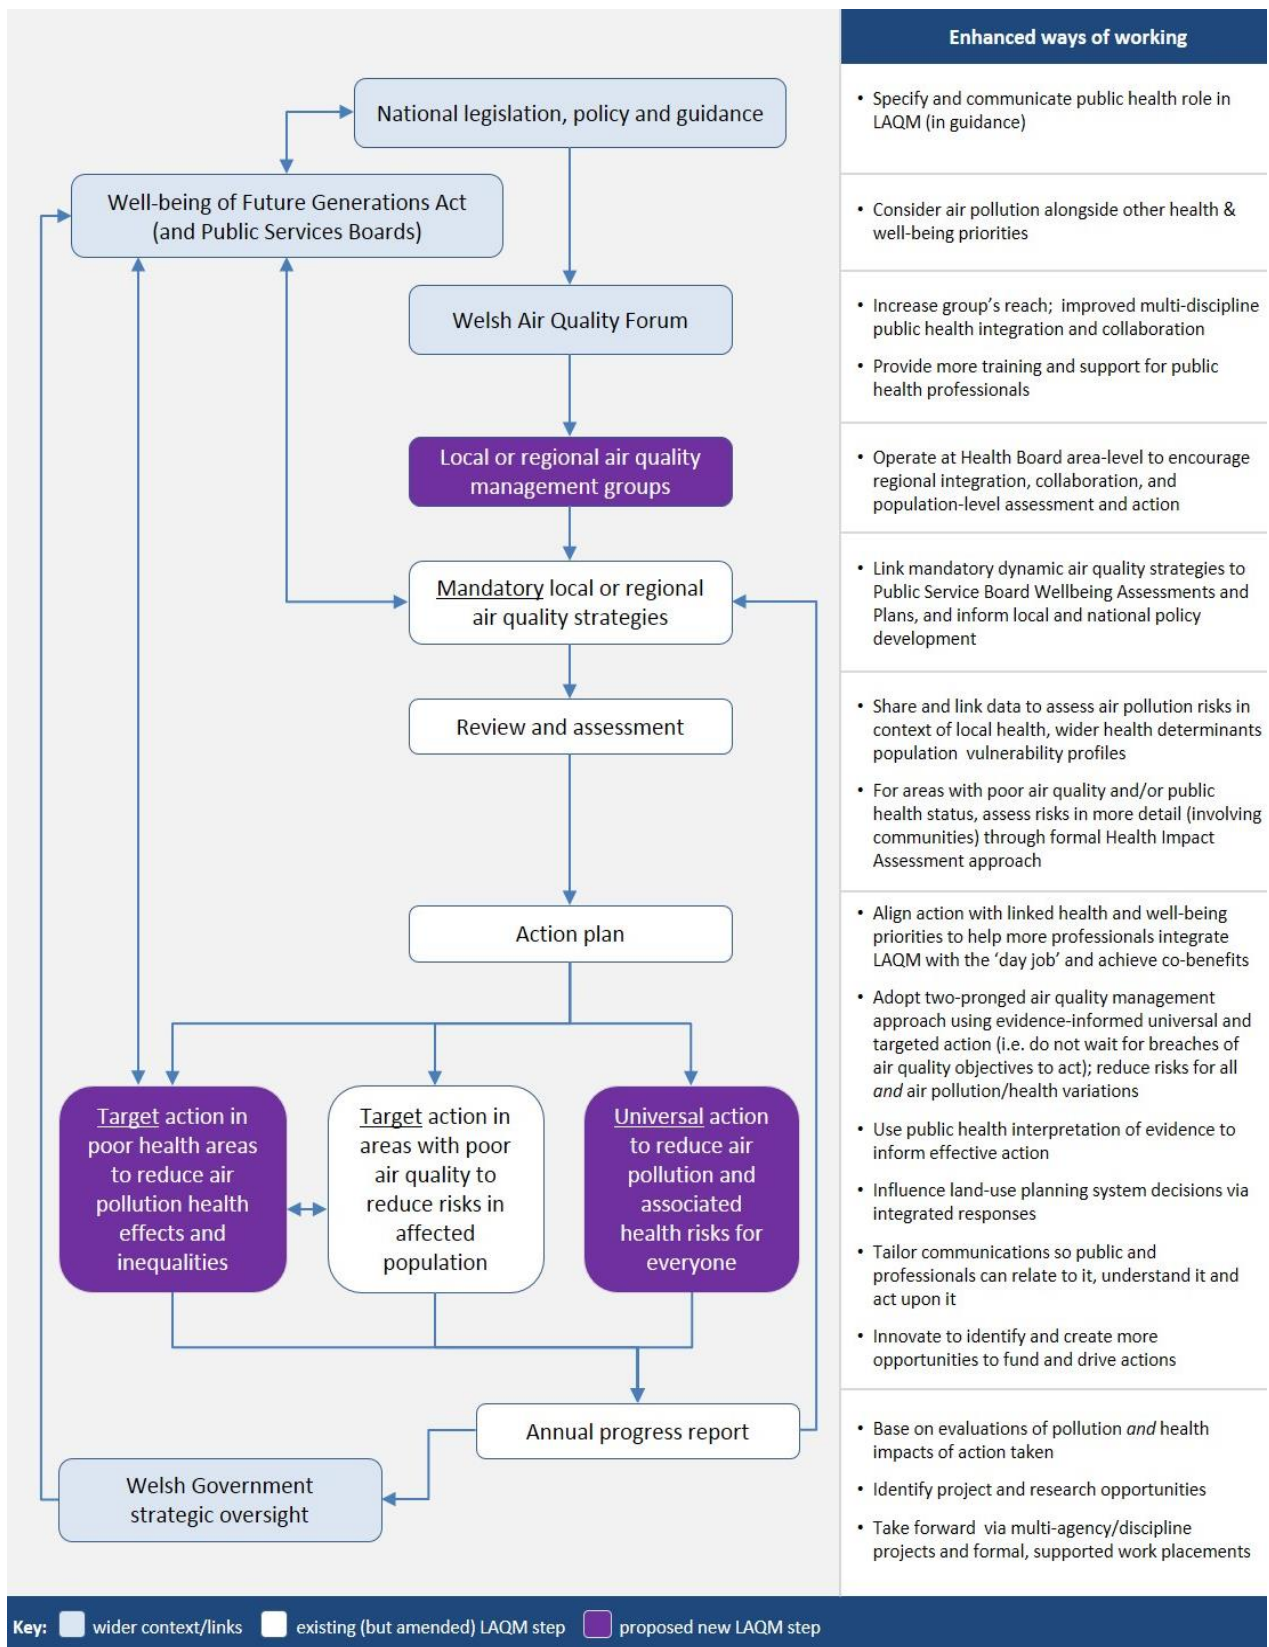 Enhanced ways of working
National legislation, policy and guidance
• Specify and communicate public health role in
LAQM (in guidance)
Well-being of Future Generations Act
(and Public Services Boards)
• Consider air pollution alongside other health &
well-being priorities
Welsh Air Quality Forum
• Increase group's reach;  improved multi-discipline
public health integration and collaboration
• Provide more training and support for public
health professionals
Local or regional air quality
management groups
• Operate at Health Board area-level to encourage
regional integration, collaboration, and
population-level assessment and action
Mandatory local or regional
air quality strategies
• Link mandatory dynamic air quality strategies to
Public Service Board Wellbeing Assessments and
Plans, and inform local and national policy
development
Review and assessment
• Share and link data to assess air pollution risks in
context of local health, wider health determinants
population  vulnerability profiles
• For areas with poor air quality and/or public
health status, assess risks in more detail (involving
communities) through formal Health Impact
Assessment approach
Action plan
• Align action with linked health and well-being
priorities to help more professionals integrate
LAQM with the 'day job' and achieve co-benefits
• Adopt two-pronged air quality management
approach using evidence-informed universal and
targeted action (i.e. do not wait for breaches of
air quality objectives to act); reduce risks for all
and air pollution/health variations
• Use public health interpretation of evidence to
inform effective action
• Influence land-use planning system decisions via
integrated responses
• Tailor communications so public and
professionals can relate to it, understand it and
act upon it
• Innovate to identify and create more
opportunities to fund and drive actions
Target action in
poor health areas
to reduce air
pollution health
effects and
inequalities
Target action in
areas with poor
air quality to
reduce risks in
affected
population
Universal action
to reduce air
pollution and
associated
health risks for
everyone
Annual progress report
Welsh Government
strategic oversight
• Base on evaluations of pollution and health
impacts of action taken
• Identify project and research opportunities
• Take forward  via multi-agency/discipline
projects and formal, supported work placements
Key: wider context/links existing (but amended) LAQM step proposed new LAQM step